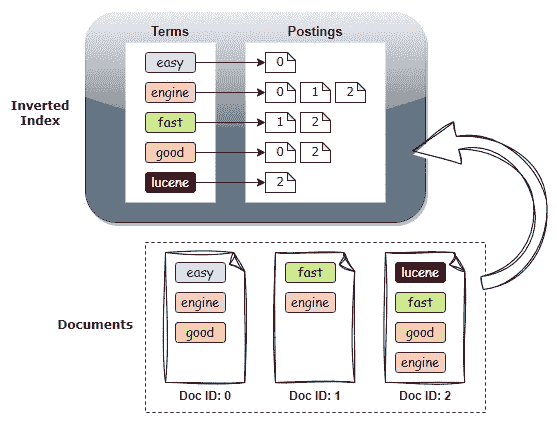 Terms Postings
easy 0
engine 0 1 2
Inverted Index
fast 1 2
good 0 2
lucene 2
Documents
easy fast lucene
engine engine fast
good good
engine
Doc ID: 0 Doc ID: 1 Doc ID: 2